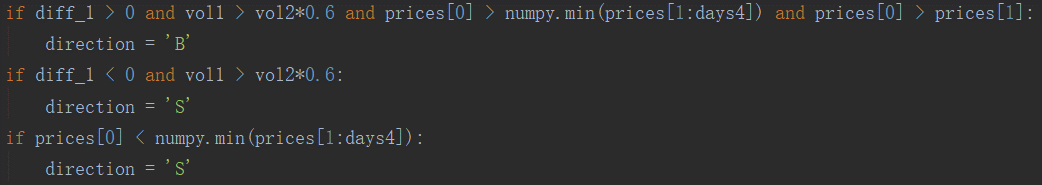 if diff_1 > 0 and vol1 > vol2*0.6 and prices[0] > numpy.min(prices[1:days4]) and prices[0] > prices[1]:
    direction = 'B'
if diff_1 < 0 and vol1 > vol2*0.6:
    direction = 'S'
if prices[0] < numpy.min(prices[1:days4]):
    direction = 'S'